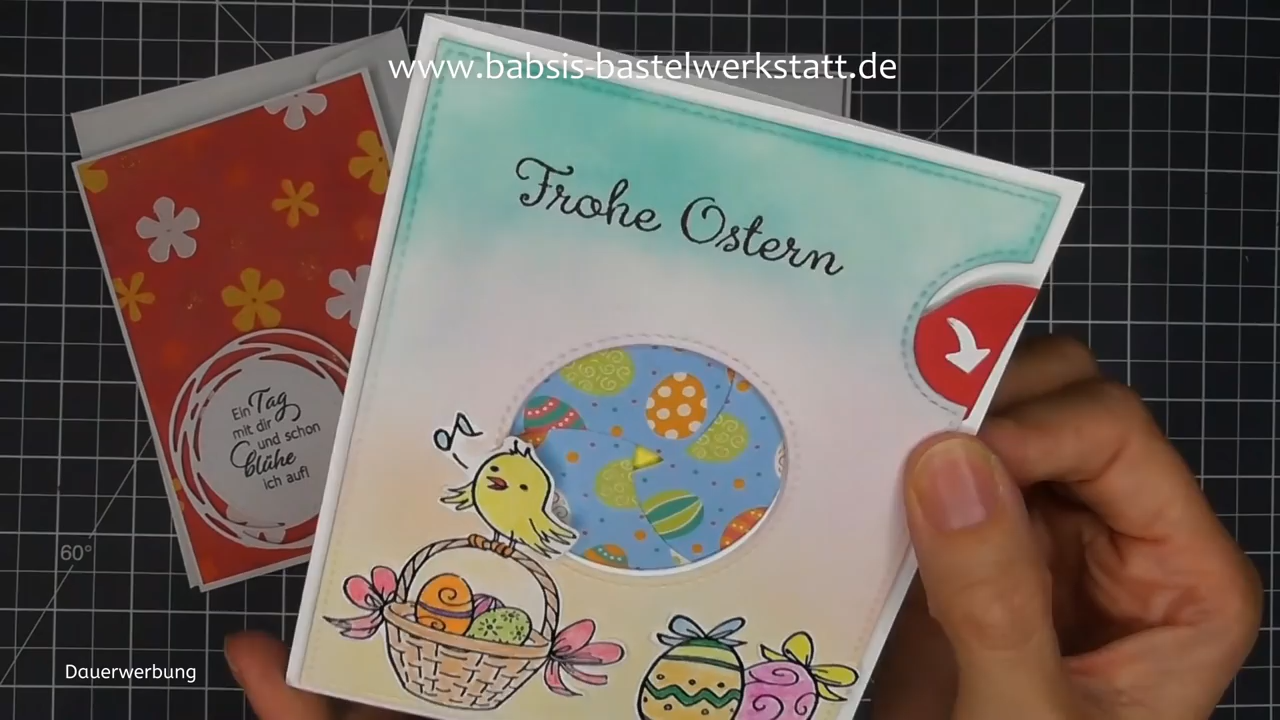 www.babsis-bastelwerkstatt.de
Frohe Ostern
Ein Tag
mit dir
und schon
blühe
ich auf!
60°
Dauerwerbung